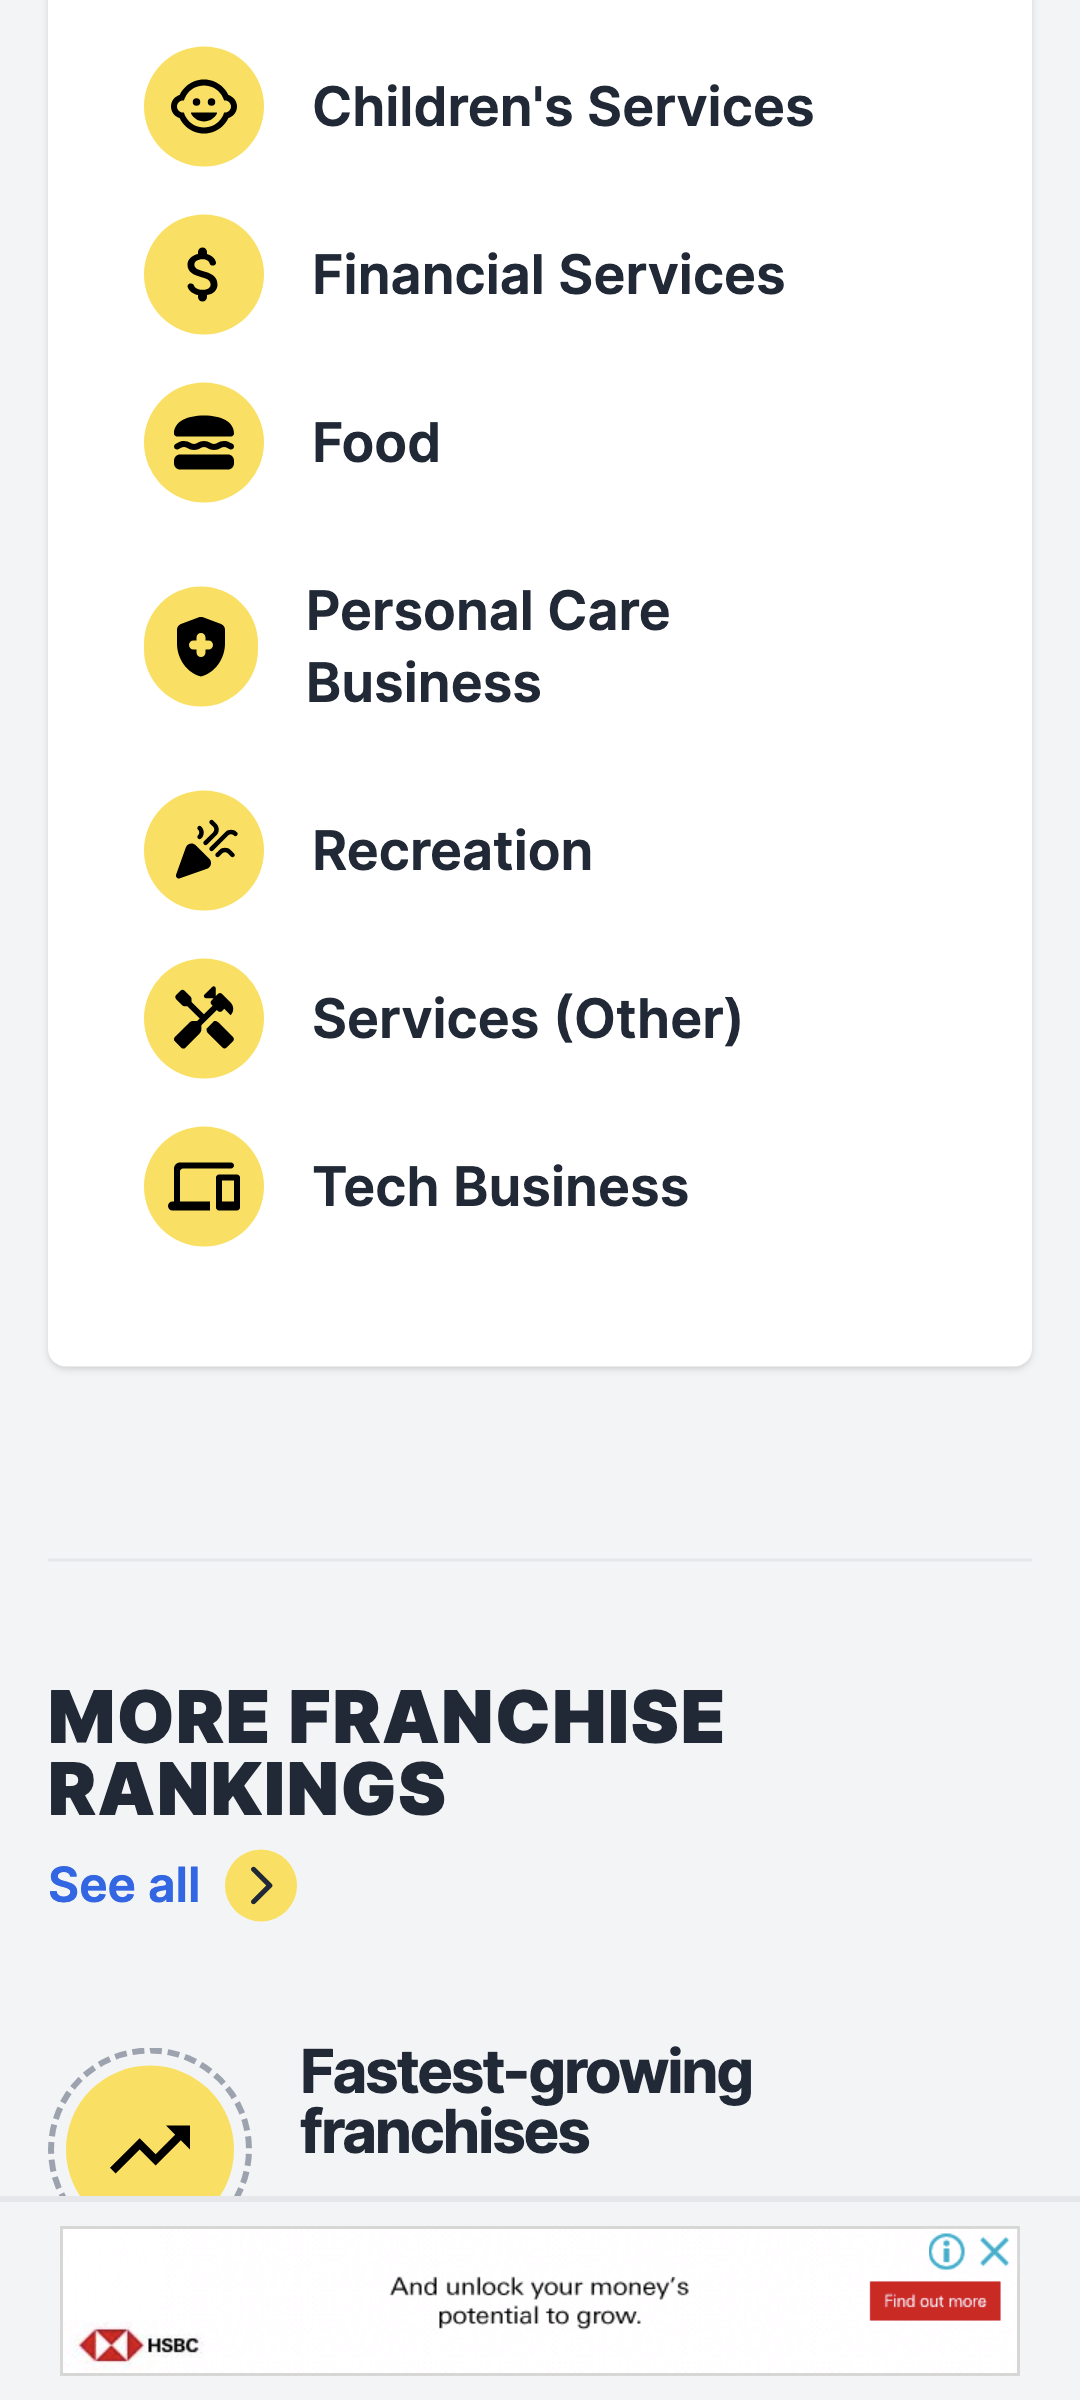 Children's Services
Financial Services
Food
Personal Care
Business
Recreation
Services (Other)
Tech Business
MORE FRANCHISE
RANKINGS
See all
Fastest-growing
franchises
And unlock your money's
potential to grow.
Find out more
HSBC